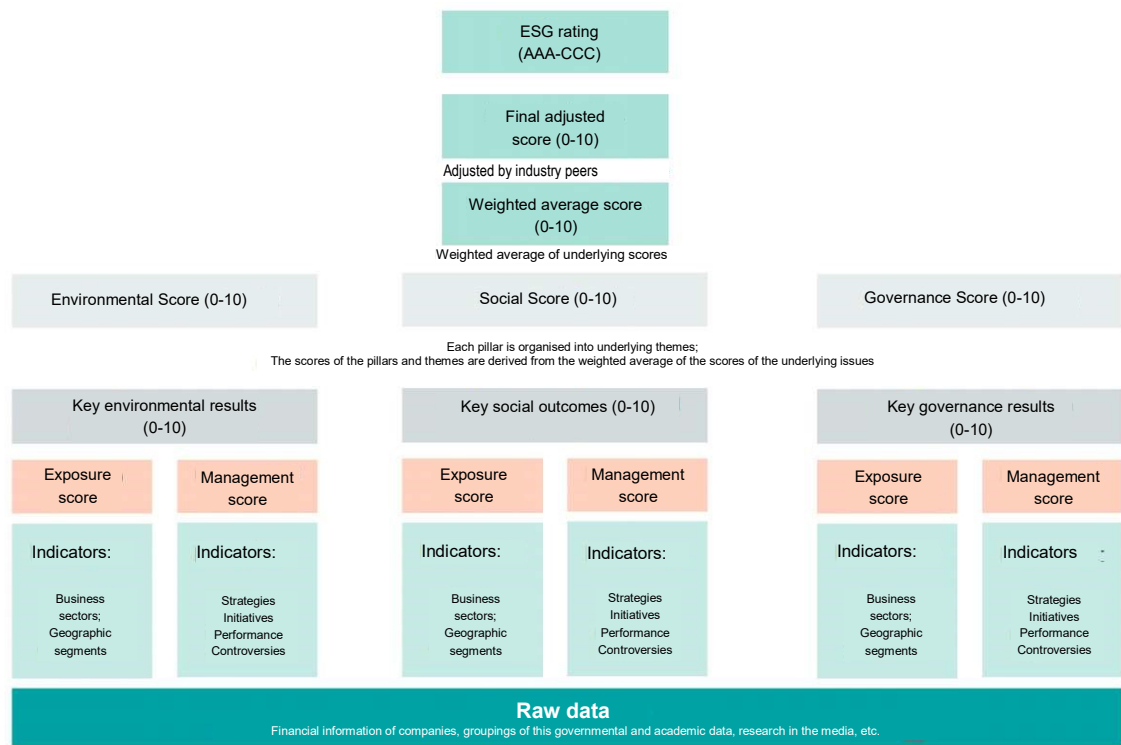 ESG rating
(AAA-CCC)
Final adjusted
score (0-10)
Adjusted by industry peers
Weighted average score
(0-10)
Weighted average of underlying scores
Environmental Score (0-10)
Social Score (0-10)
Governance Score (0-10)
Each pillar is organised into underlying themes;
The scores of the pillars and themes are derived from the weighted average of the scores of the underlying issues
Key environmental results
(0-10)
Key social outcomes (0-10)
Key governance results
(0-10)
Exposure
score
Management
score
Exposure
score
Management
score
Exposure
score
Management
score
Indicators:
Business
sectors;
Geographic
segments
Indicators:
Strategies
Initiatives
Performance
Controversies
Indicators:
Business
sectors;
Geographic
segments
Indicators:
Strategies
Initiatives
Performance
Controversies
Indicators:
Business
sectors;
Geographic
segments
Indicators :
Strategies
Initiatives
Performance
Controversies
Raw data
Financial information of companies, groupings of this governmental and academic data, research in the media, etc.